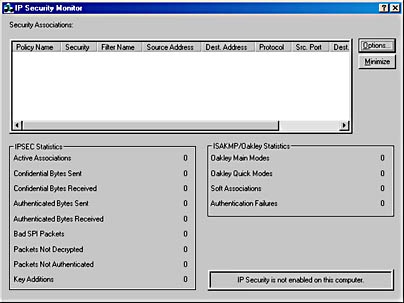 IP Security Monitor
Security Associations:
Policy Name Security Filter Name Source Address Dest. Address Protocol Src. Port Dest.
Options...
Minimize
IPSEC Statistics
Active Associations 0
Confidential Bytes Sent 0
Confidential Bytes Received 0
Authenticated Bytes Sent 0
Authenticated Bytes Received 0
Bad SPI Packets 0
Packets Not Decrypted 0
Packets Not Authenticated 0
Key Additions 0
ISAKMP/Oakley Statistics
Oakley Main Modes 0
Oakley Quick Modes 0
Soft Associations 0
Authentication Failures 0
IP Security is not enabled on this computer.